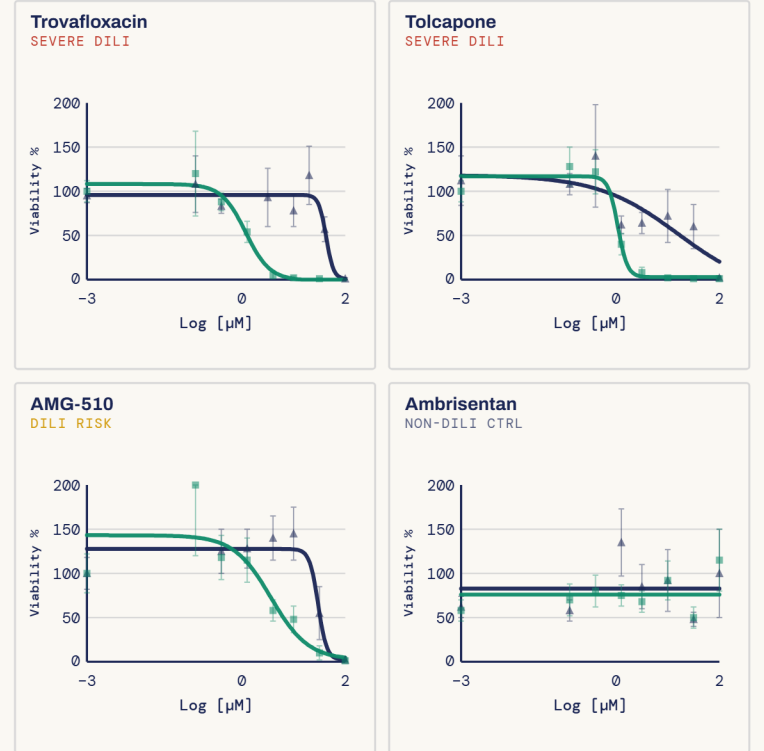 Trovafloxacin
SEVERE DILI
200
150
100
50
0
Viability %
−3
0
2
Log [µM]
Tolcapone
SEVERE DILI
200
150
100
50
0
Viability %
−3
0
2
Log [µM]
AMG-510
DILI RISK
200
150
100
50
0
Viability %
−3
0
2
Log [µM]
Ambrisentan
NON-DILI CTRL
200
150
100
50
0
Viability %
−3
0
2
Log [µM]